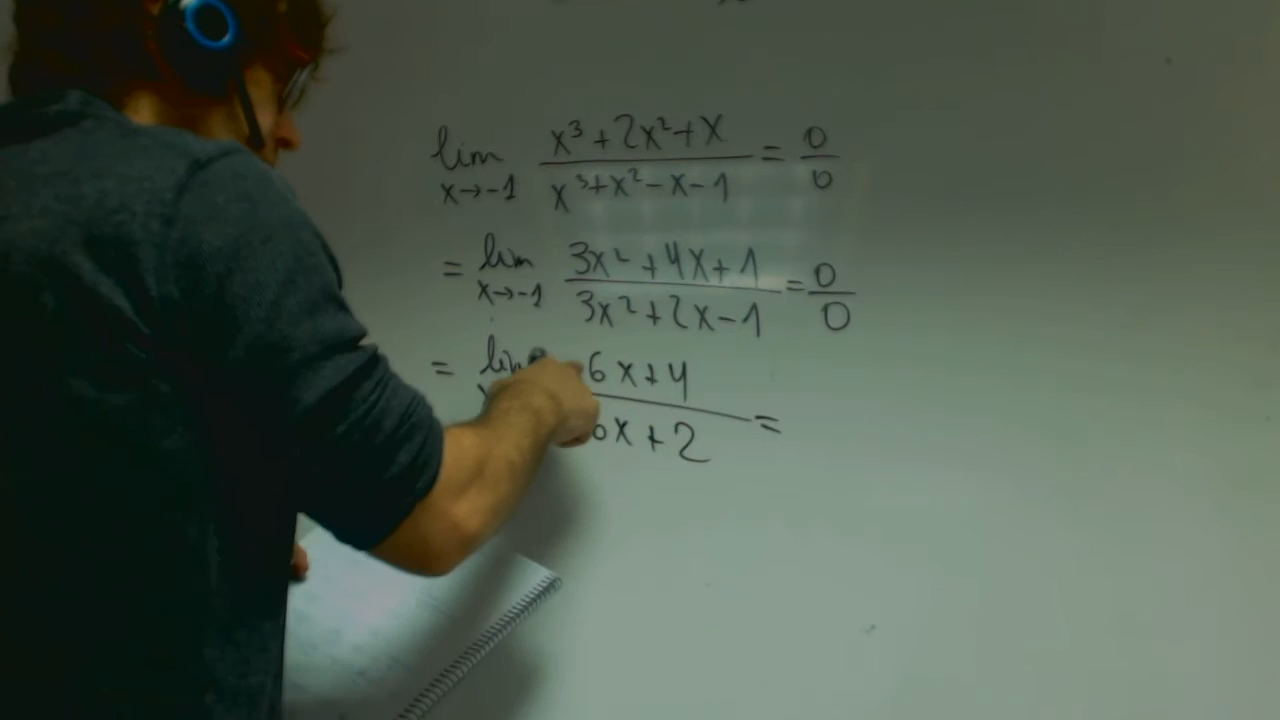 lim x→-1 x³+2x²+x / x³+x²-x-1 = 0/0
= lim x→-1 3x²+4x+1 / 3x²+2x-1 = 0/0
= 6x+4 / 6x+2 =